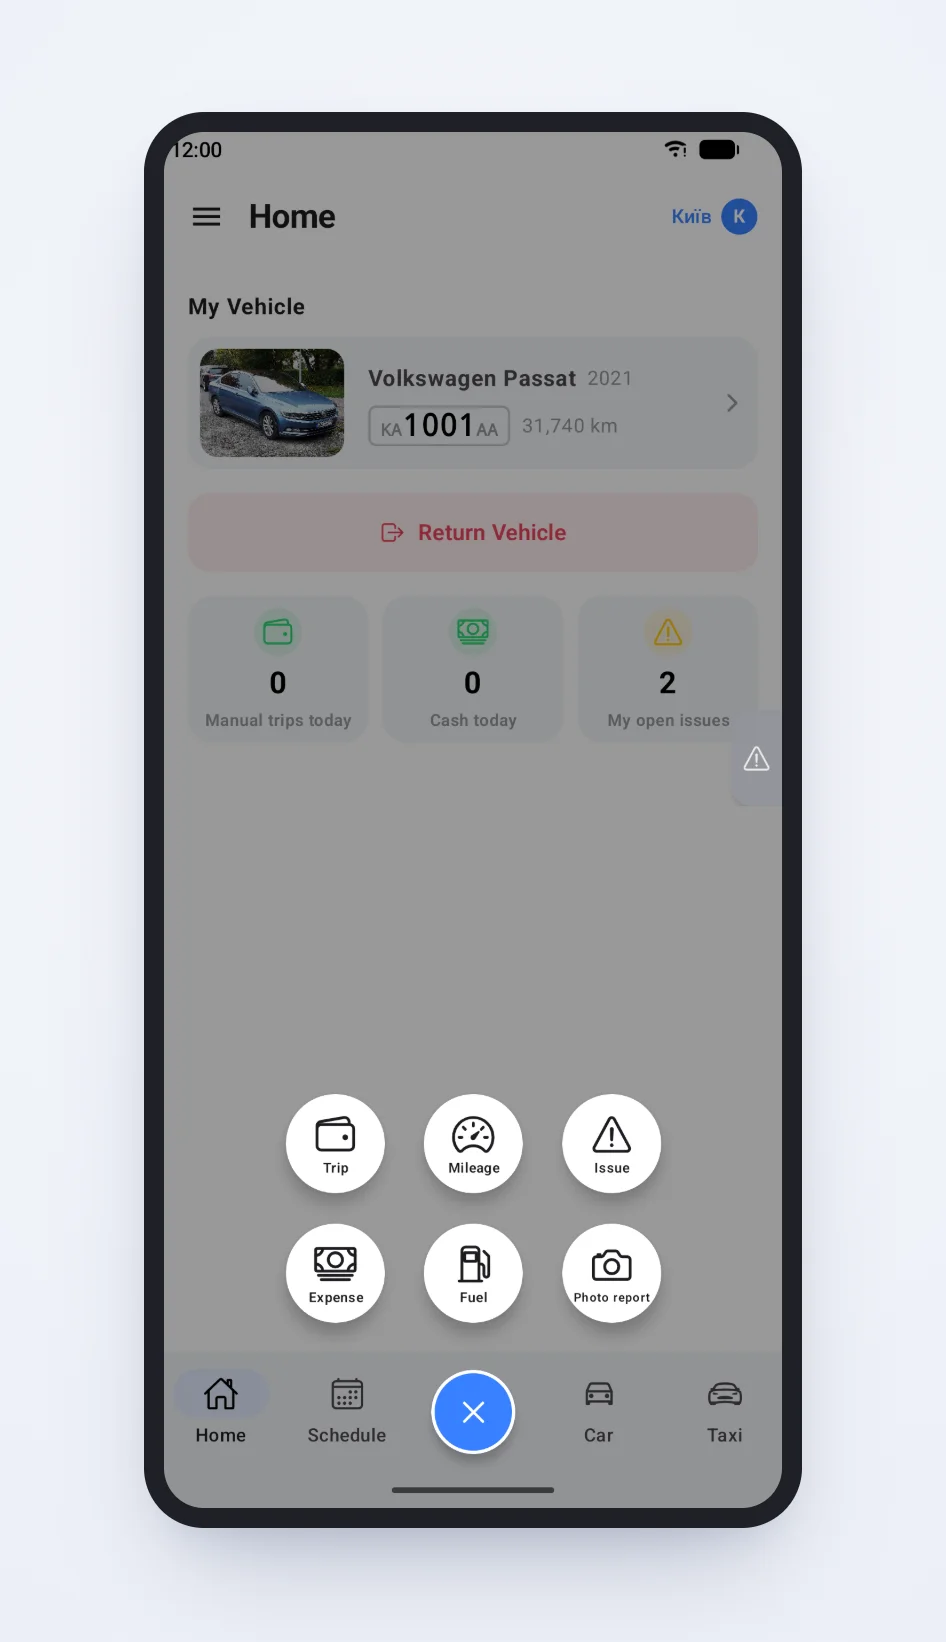 12:00
Home
Київ K
My Vehicle
Volkswagen Passat 2021
KA 1001 AA 31,740 km
Return Vehicle
0 0 2
Manual trips today Cash today My open issues
Trip Mileage Issue
Expense Fuel Photo report
Home Schedule Car Taxi